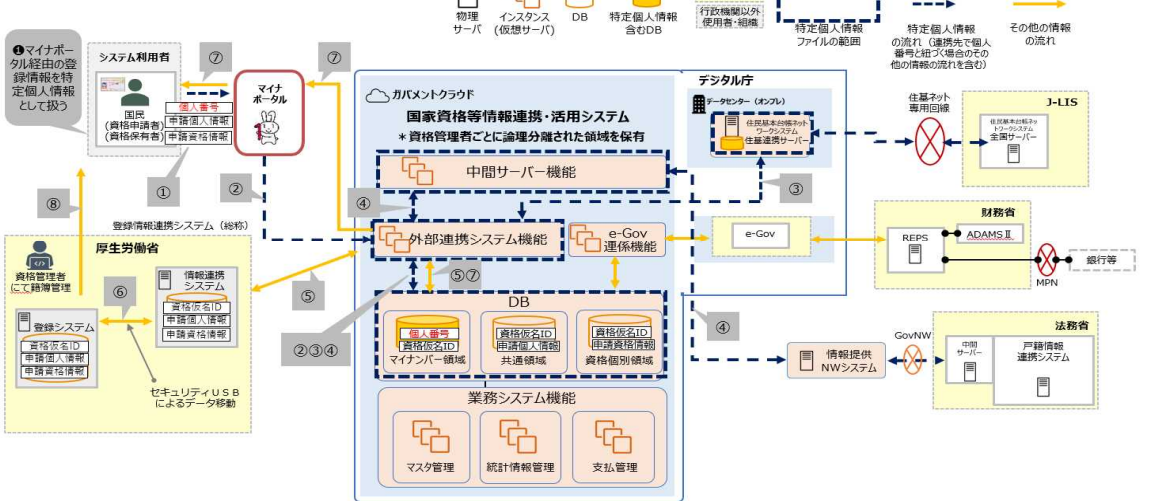 物理
サーバ
インスタンス
(仮想サーバ)
DB
特定個人情報
含むDB
行政機関以外
使用者・組織
特定個人情報
ファイルの範囲
特定個人情報
の流れ（連携先で個人
番号と紐づく場合のその
他の情報の流れを含む）
その他の情報
の流れ
❶マイナポー
タル経由の登
録情報を特
定個人情報
として扱う
システム利用者
国民
(資格申請者)
(資格保有者)
個人番号
申請個人情報
申請資格情報
⑦
マイナ
ポータル
⑦
①
②
⑧
登録情報連携システム（総称）
厚生労働省
資格管理者
にて籍簿管理
情報連携
システム
資格仮名ID
申請個人情報
申請資格情報
⑥
登録システム
資格仮名ID
申請個人情報
申請資格情報
セキュリティＵＳＢ
によるデータ移動
⑤
②③④
ガバメントクラウド
国家資格等情報連携・活用システム
＊資格管理者ごとに論理分離された領域を保有
中間サーバー機能
④
外部連携システム機能
e-Gov
連係機能
⑤⑦
DB
個人番号
資格仮名ID
マイナンバー領域
資格仮名ID
申請個人情報
共通領域
資格仮名ID
申請資格情報
資格個別領域
業務システム機能
マスタ管理
統計情報管理
支払管理
デジタル庁
データセンター（オンプレ）
住民基本台帳ネット
ワークシステム
住基連携サーバー
③
e-Gov
④
住基ネット
専用回線
J-LIS
住民基本台帳ネッ
トワークシステム
全国サーバー
財務省
REPS
ADAMSⅡ
MPN
銀行等
情報提供
NWシステム
GovNW
法務省
中間
サーバー
戸籍情報
連携システム